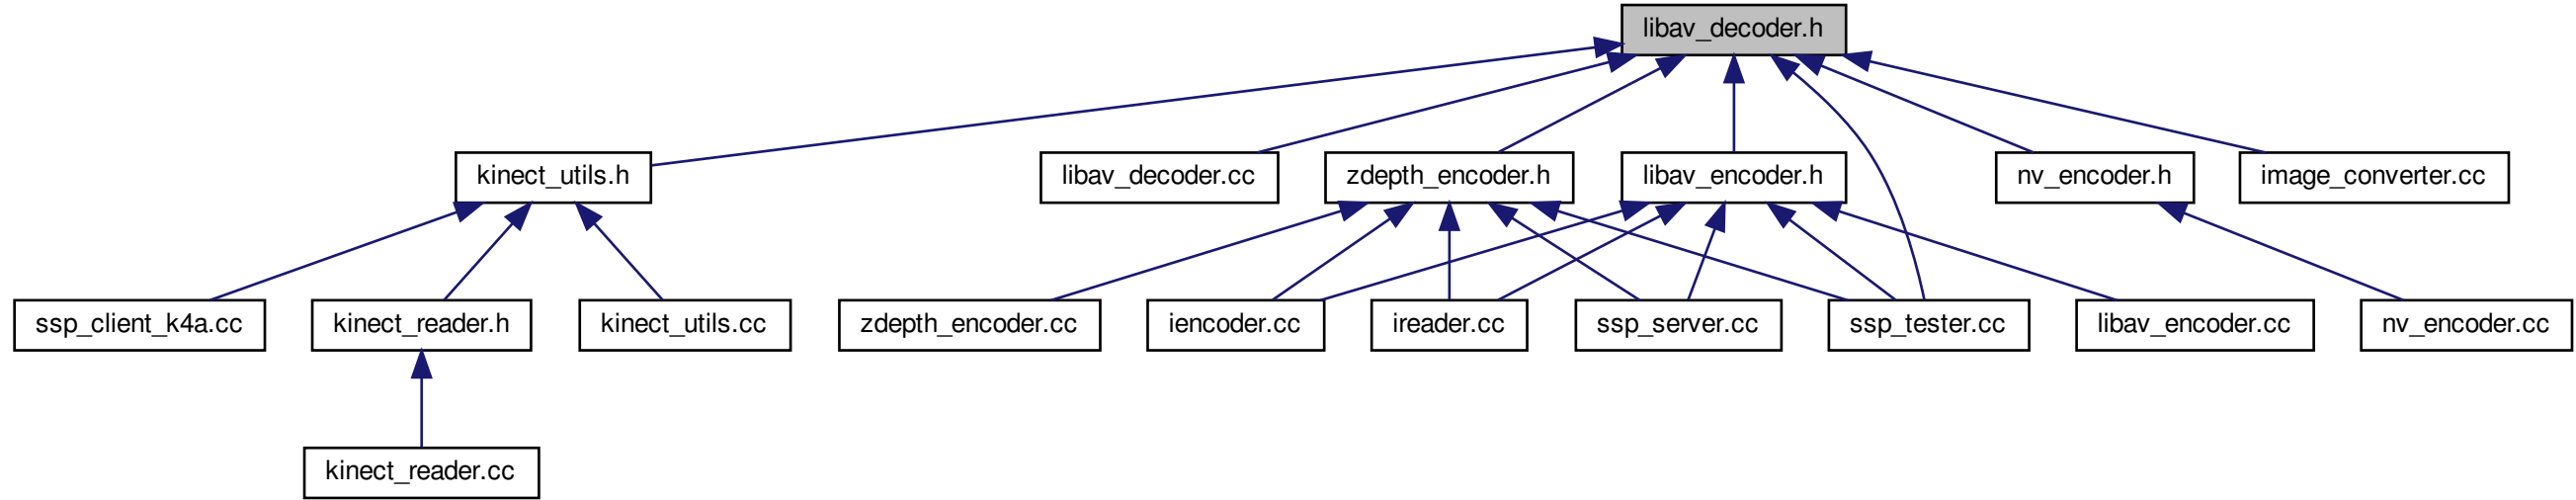 libav_decoder.h
kinect_utils.h
libav_decoder.cc
zdepth_encoder.h
libav_encoder.h
nv_encoder.h
image_converter.cc
ssp_client_k4a.cc
kinect_reader.h
kinect_utils.cc
zdepth_encoder.cc
iencoder.cc
ireader.cc
ssp_server.cc
ssp_tester.cc
libav_encoder.cc
nv_encoder.cc
kinect_reader.cc